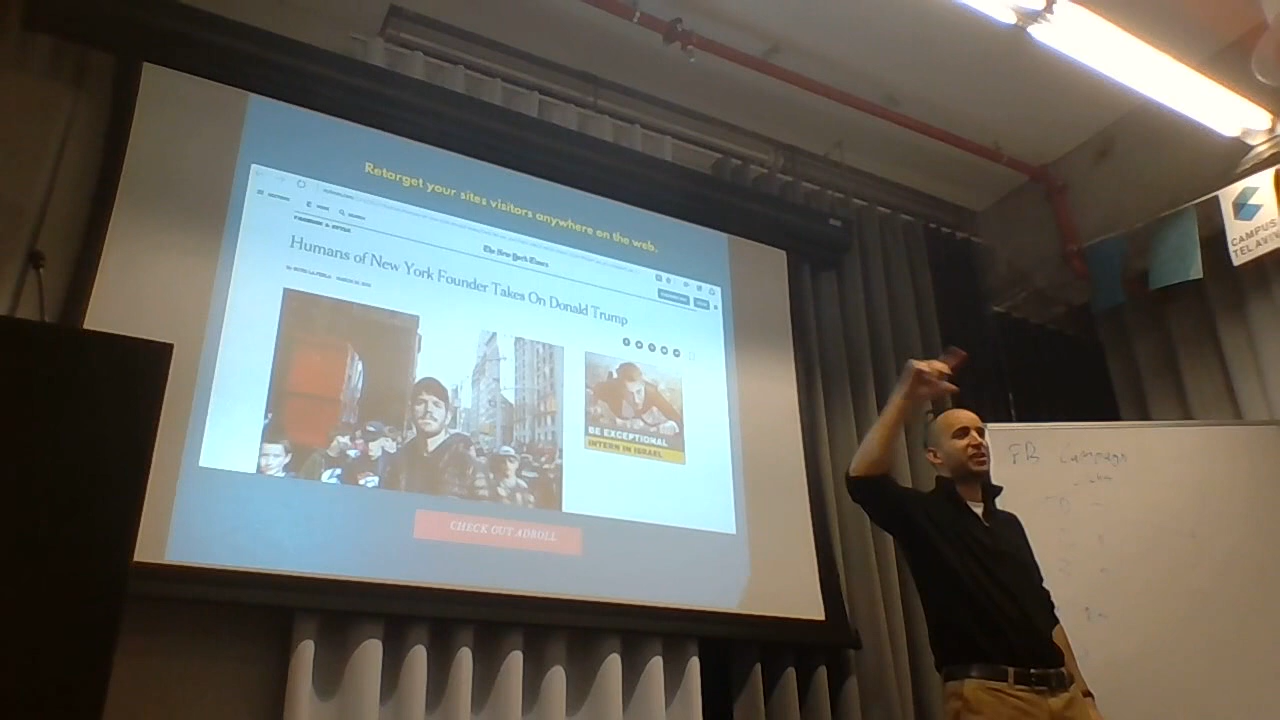 Retarget your sites visitors anywhere on the web.
The New York Times
Humans of New York Founder Takes On Donald Trump
BE EXCEPTIONAL
INTERN IN ISRAEL
CHECK OUT ADROLL
CAMPUS
TEL AVIV
FB Campaign